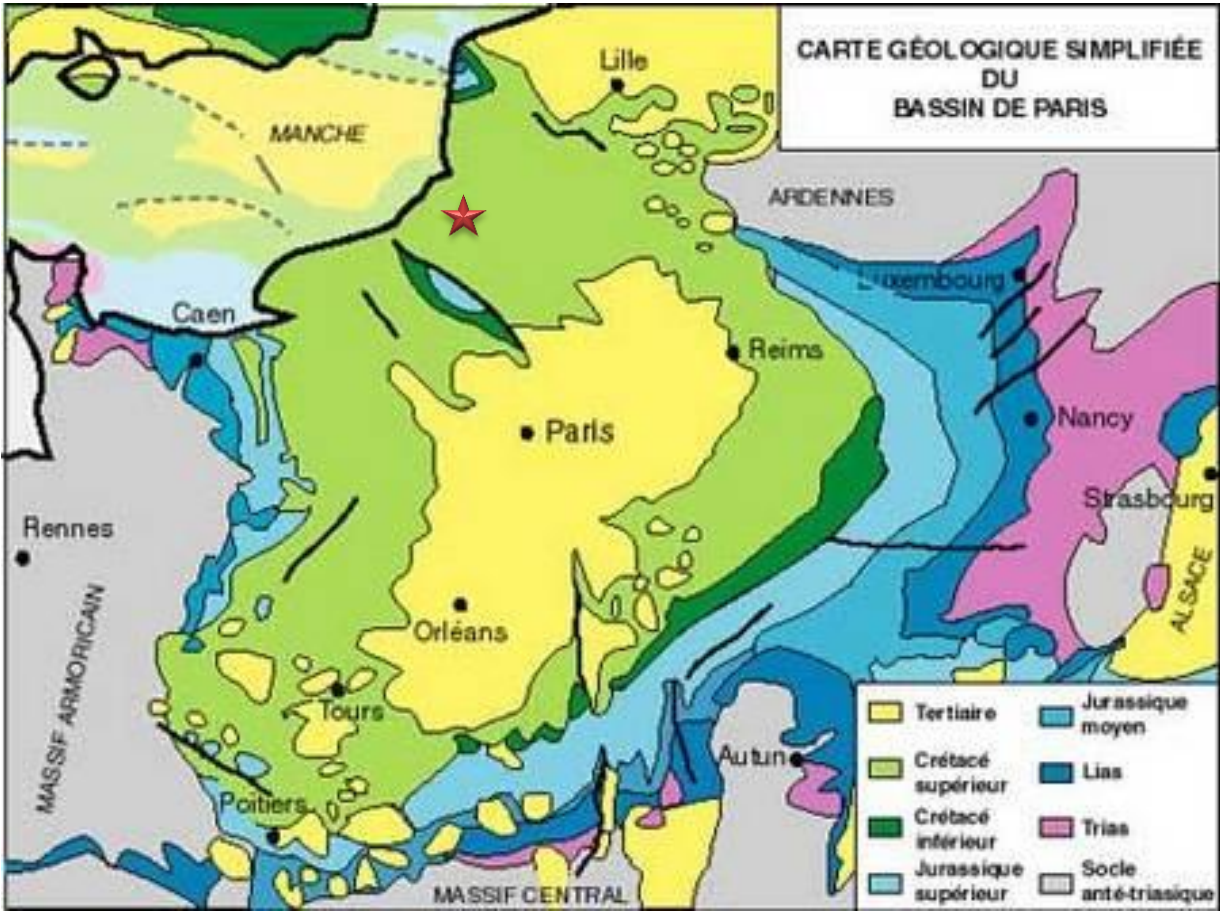 CARTE GÉOLOGIQUE SIMPLIFIÉE
DU
BASSIN DE PARIS
Lille
MANCHE
ARDENNES
Luxembourg
Caen
Reims
Paris
Nancy
Strasbourg
Rennes
ALSACE
Orléans
MASSIF ARMORICAIN
Tours
Autun
Poitiers
MASSIF CENTRAL
Tertiaire
Crétacé
supérieur
Crétacé
inférieur
Jurassique
supérieur
Jurassique
moyen
Lias
Trias
Socle
anté-triasique